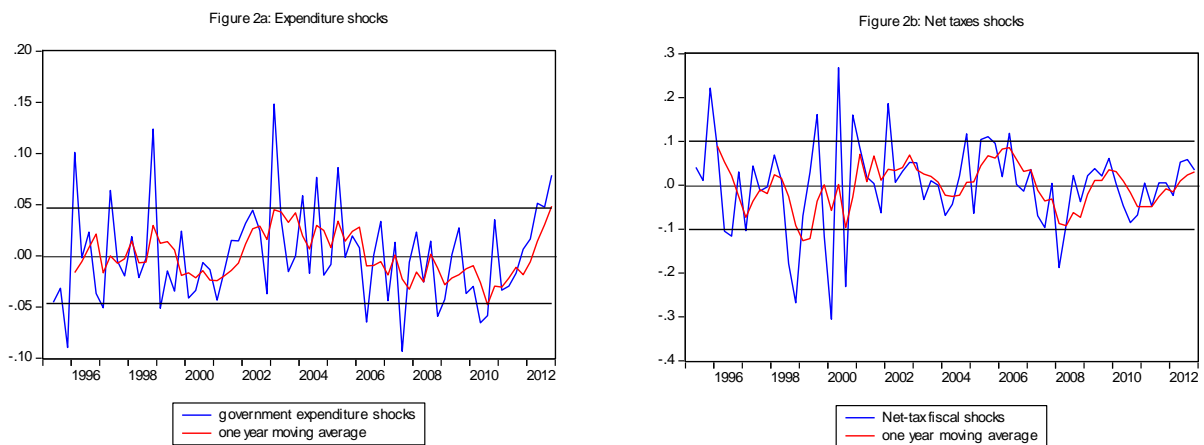 Figure 2a: Expenditure shocks
.20
.15
.10
.05
.00
-.05
-.10
1996 1998 2000 2002 2004 2006 2008 2010 2012
government expenditure shocks
one year moving average
Figure 2b: Net taxes shocks
.3
.2
.1
.0
-.1
-.2
-.3
-.4
1996 1998 2000 2002 2004 2006 2008 2010 2012
Net-tax fiscal shocks
one year moving average